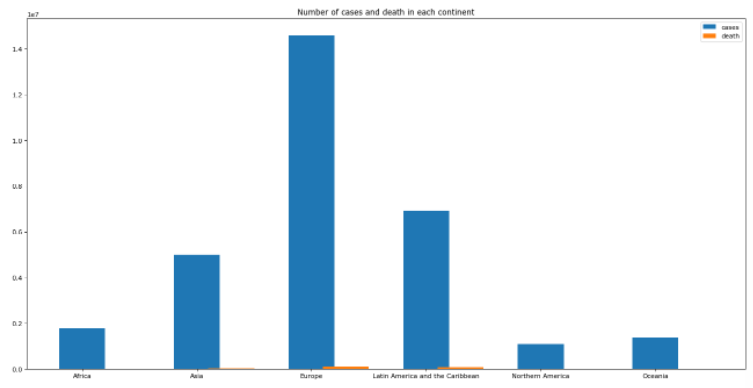 Number of cases and death in each continent
1e7
cases
death
1.4
1.2
1.0
0.8
0.6
0.4
0.2
0.0
Africa
Asia
Europe
Latin America and the Caribbean
Northern America
Oceania